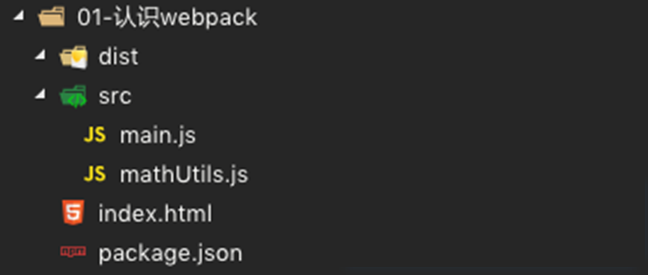 01-认识webpack
dist
src
JS main.js
JS mathUtils.js
index.html
npm package.json